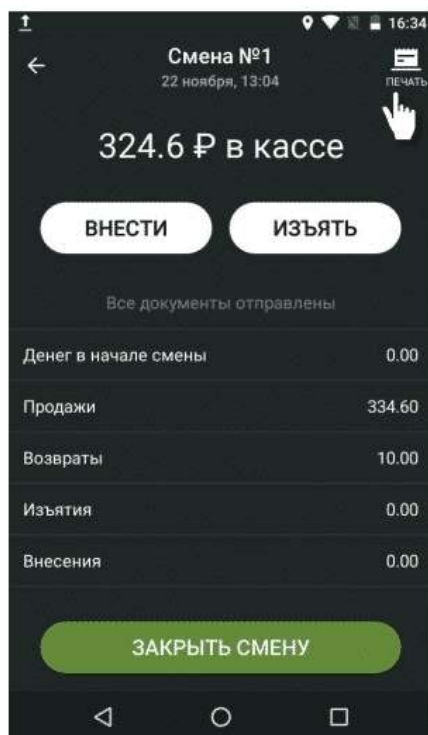 16:34
Смена №1
22 ноября, 13:04
ПЕЧАТЬ
324.6 ₽ в кассе
ВНЕСТИ
ИЗЪЯТЬ
Все документы отправлены
Денег в начале смены 0.00
Продажи 334.60
Возвраты 10.00
Изъятия 0.00
Внесения 0.00
ЗАКРЫТЬ СМЕНУ